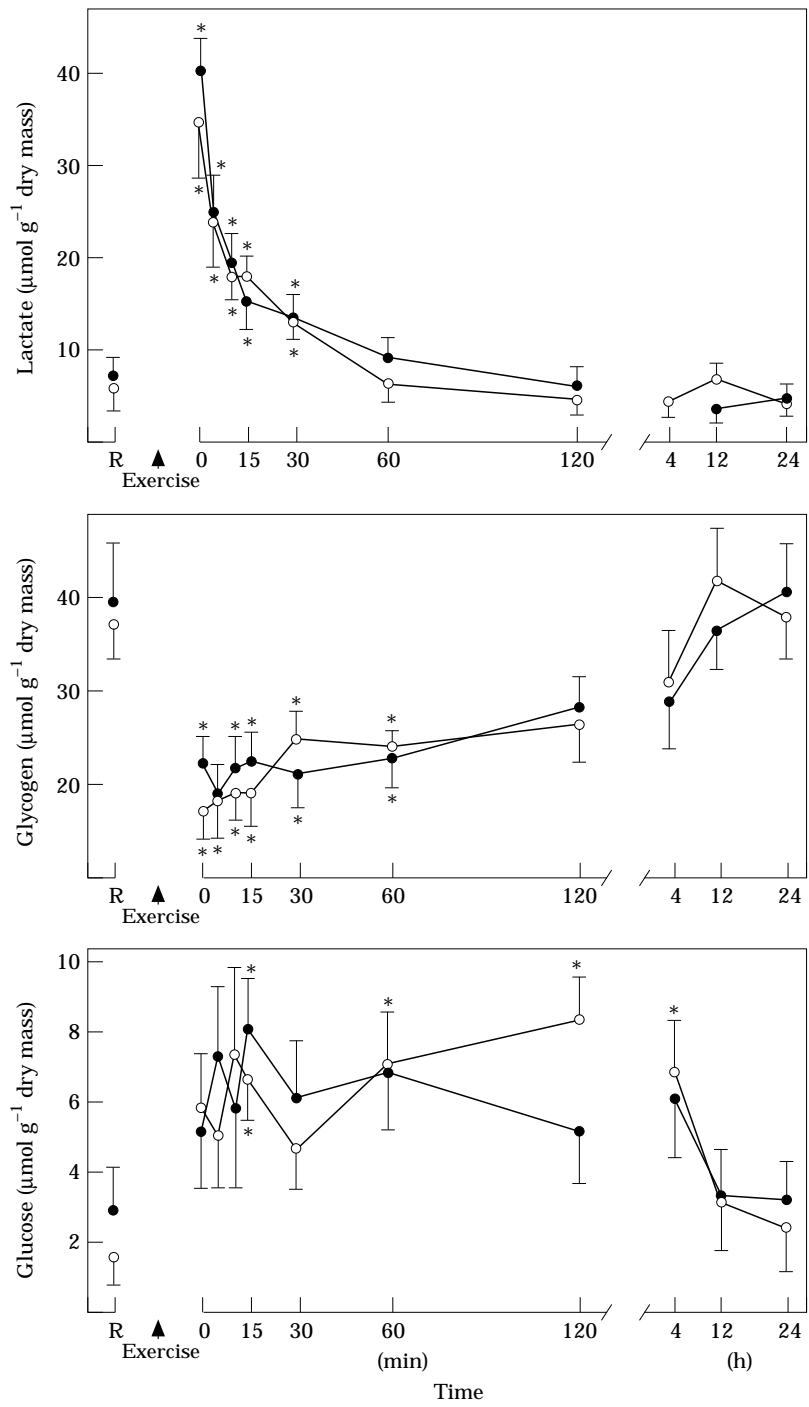 Lactate (µmol g⁻¹ dry mass)
40
30
20
10
* * * * * * * * * *
R 0 15 30 60 120 4 12 24
Exercise
Glycogen (µmol g⁻¹ dry mass)
40
30
20
* * * * * * * * * * *
R 0 15 30 60 120 4 12 24
Exercise
Glucose (µmol g⁻¹ dry mass)
10
8
6
4
2
* * * * *
R 0 15 30 60 120 4 12 24
Exercise (min) (h)
Time